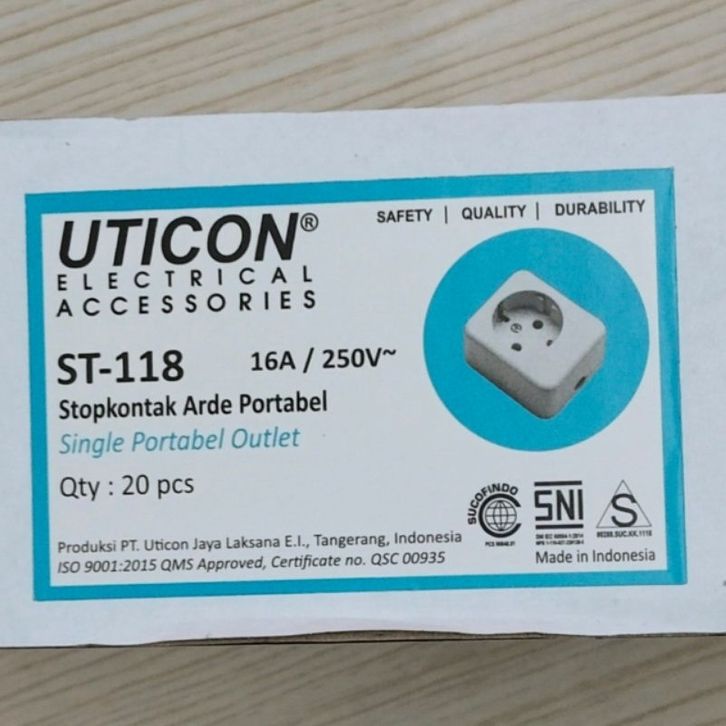 UTICON®
ELECTRICAL
ACCESSORIES
SAFETY | QUALITY | DURABILITY
ST-118 16A / 250V~
Stopkontak Arde Portabel
Single Portabel Outlet
Qty : 20 pcs
SUCOFINDO
SNI
S
Produksi PT. Uticon Jaya Laksana E.I., Tangerang, Indonesia
ISO 9001:2015 QMS Approved, Certificate no. QSC 00935
Made in Indonesia